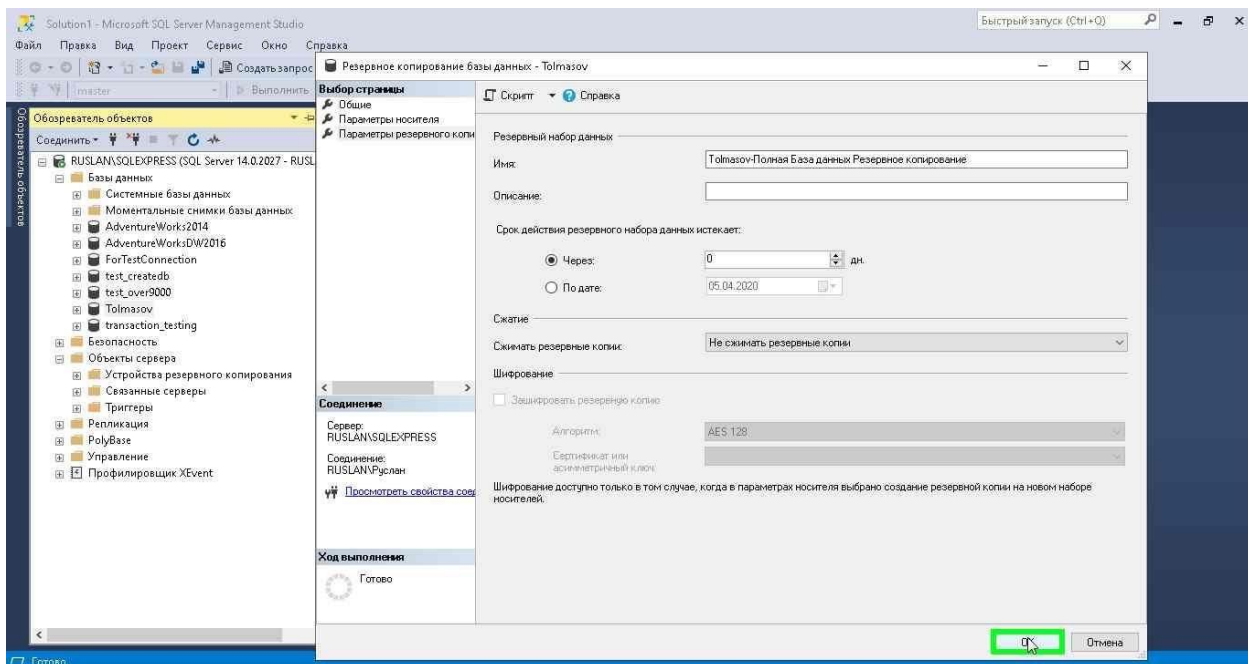 Solution1 - Microsoft SQL Server Management Studio
Быстрый запуск (Ctrl+Q)
Файл Правка Вид Проект Сервис Окно Справка
Создать запрос
master
Выполнить
Обозреватель объектов
Обозреватель объектов
Соединить
RUSLAN\SQLEXPRESS (SQL Server 14.0.2027 - RUSL
Базы данных
Системные базы данных
Моментальные снимки базы данных
AdventureWorks2014
AdventureWorksDW2016
ForTestConnection
test_createdb
test_over9000
Tolmasov
transaction_testing
Безопасность
Объекты сервера
Устройства резервного копирования
Связанные серверы
Триггеры
Репликация
PolyBase
Управление
Профилировщик XEvent
Готово
Резервное копирование базы данных - Tolmasov
Выбор страницы
Общие
Параметры носителя
Параметры резервного копи
Соединение
Сервер:
RUSLAN\SQLEXPRESS
Соединение:
RUSLAN\Руслан
Просмотреть свойства соед
Ход выполнения
Готово
Скрипт Справка
Резервный набор данных
Имя: Tolmasov-Полная База данных Резервное копирование
Описание:
Срок действия резервного набора данных истекает:
Через: 0 дн.
По дате: 05.04.2020
Сжатие
Сжимать резервные копии: Не сжимать резервные копии
Шифрование
Зашифровать резервную копию
Алгоритм: AES 128
Сертификат или
асимметричный ключ:
Шифрование доступно только в том случае, когда в параметрах носителя выбрано создание резервной копии на новом наборе
носителей.
Отмена